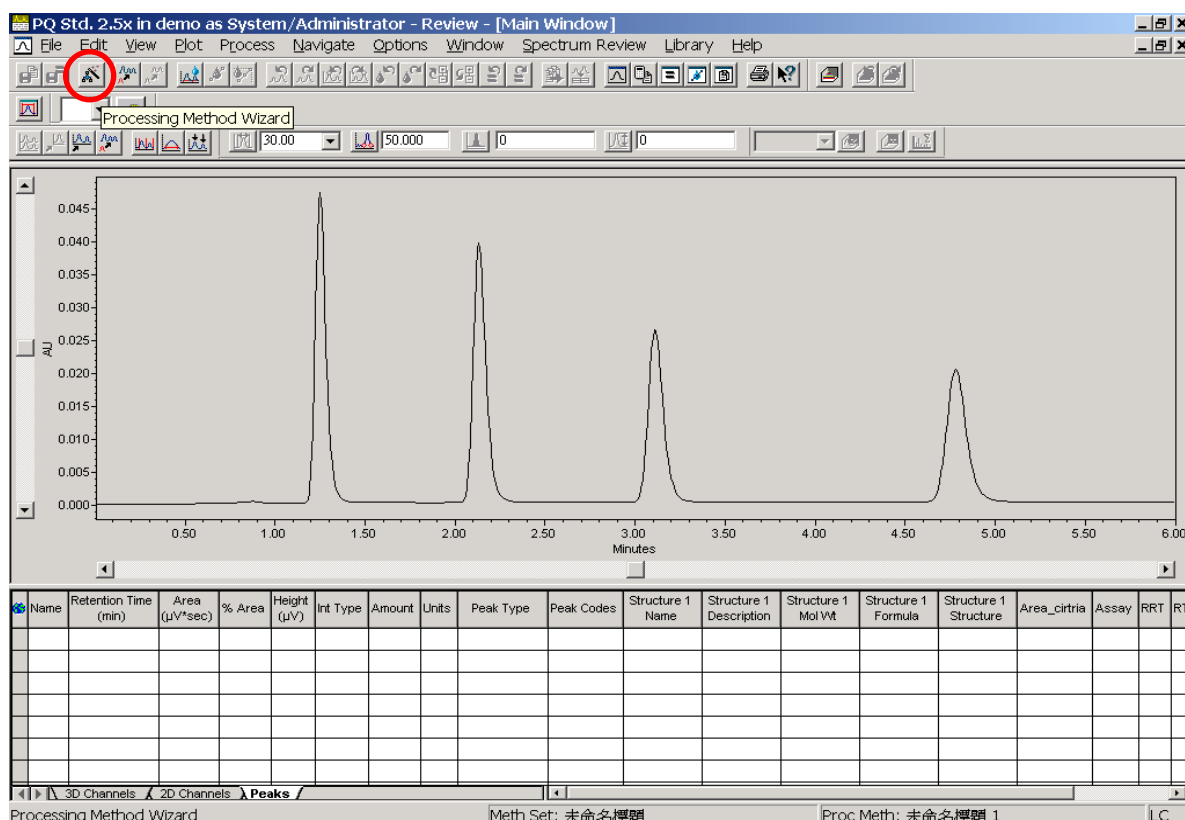 PQ Std. 2.5x in demo as System/Administrator - Review - [Main Window]
File Edit View Plot Process Navigate Options Window Spectrum Review Library Help
Processing Method Wizard
30.00 50.000 0 0
0.045
0.040
0.035
0.030
0.025
0.020
0.015
0.010
0.005
0.000
AU
0.50 1.00 1.50 2.00 2.50 3.00 3.50 4.00 4.50 5.00 5.50 6.00
Minutes
Name Retention Time (min) Area (µV*sec) % Area Height (µV) Int Type Amount Units Peak Type Peak Codes Structure 1 Name Structure 1 Description Structure 1 Mol Wt Structure 1 Formula Structure 1 Structure Area_cirtria Assay RRT RT
3D Channels 2D Channels Peaks
Processing Method Wizard Meth Set: 未命名標題 Proc Meth: 未命名標題 1 LC